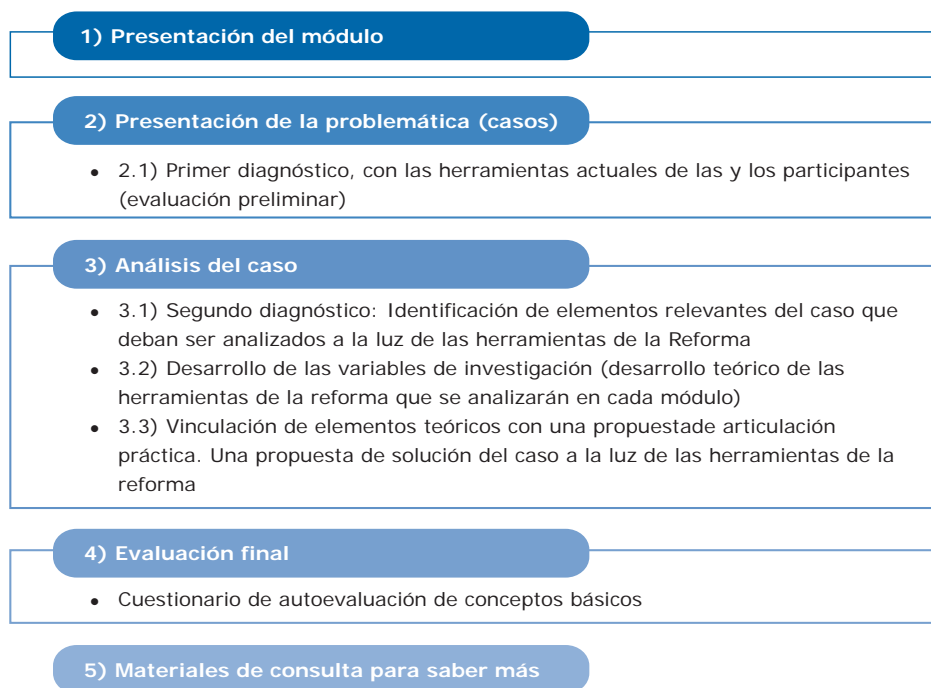 1) Presentación del módulo
2) Presentación de la problemática (casos)
• 2.1) Primer diagnóstico, con las herramientas actuales de las y los participantes
(evaluación preliminar)
3) Análisis del caso
• 3.1) Segundo diagnóstico: Identificación de elementos relevantes del caso que
deban ser analizados a la luz de las herramientas de la Reforma
• 3.2) Desarrollo de las variables de investigación (desarrollo teórico de las
herramientas de la reforma que se analizarán en cada módulo)
• 3.3) Vinculación de elementos teóricos con una propuestade articulación
práctica. Una propuesta de solución del caso a la luz de las herramientas de la
reforma
4) Evaluación final
• Cuestionario de autoevaluación de conceptos básicos
5) Materiales de consulta para saber más